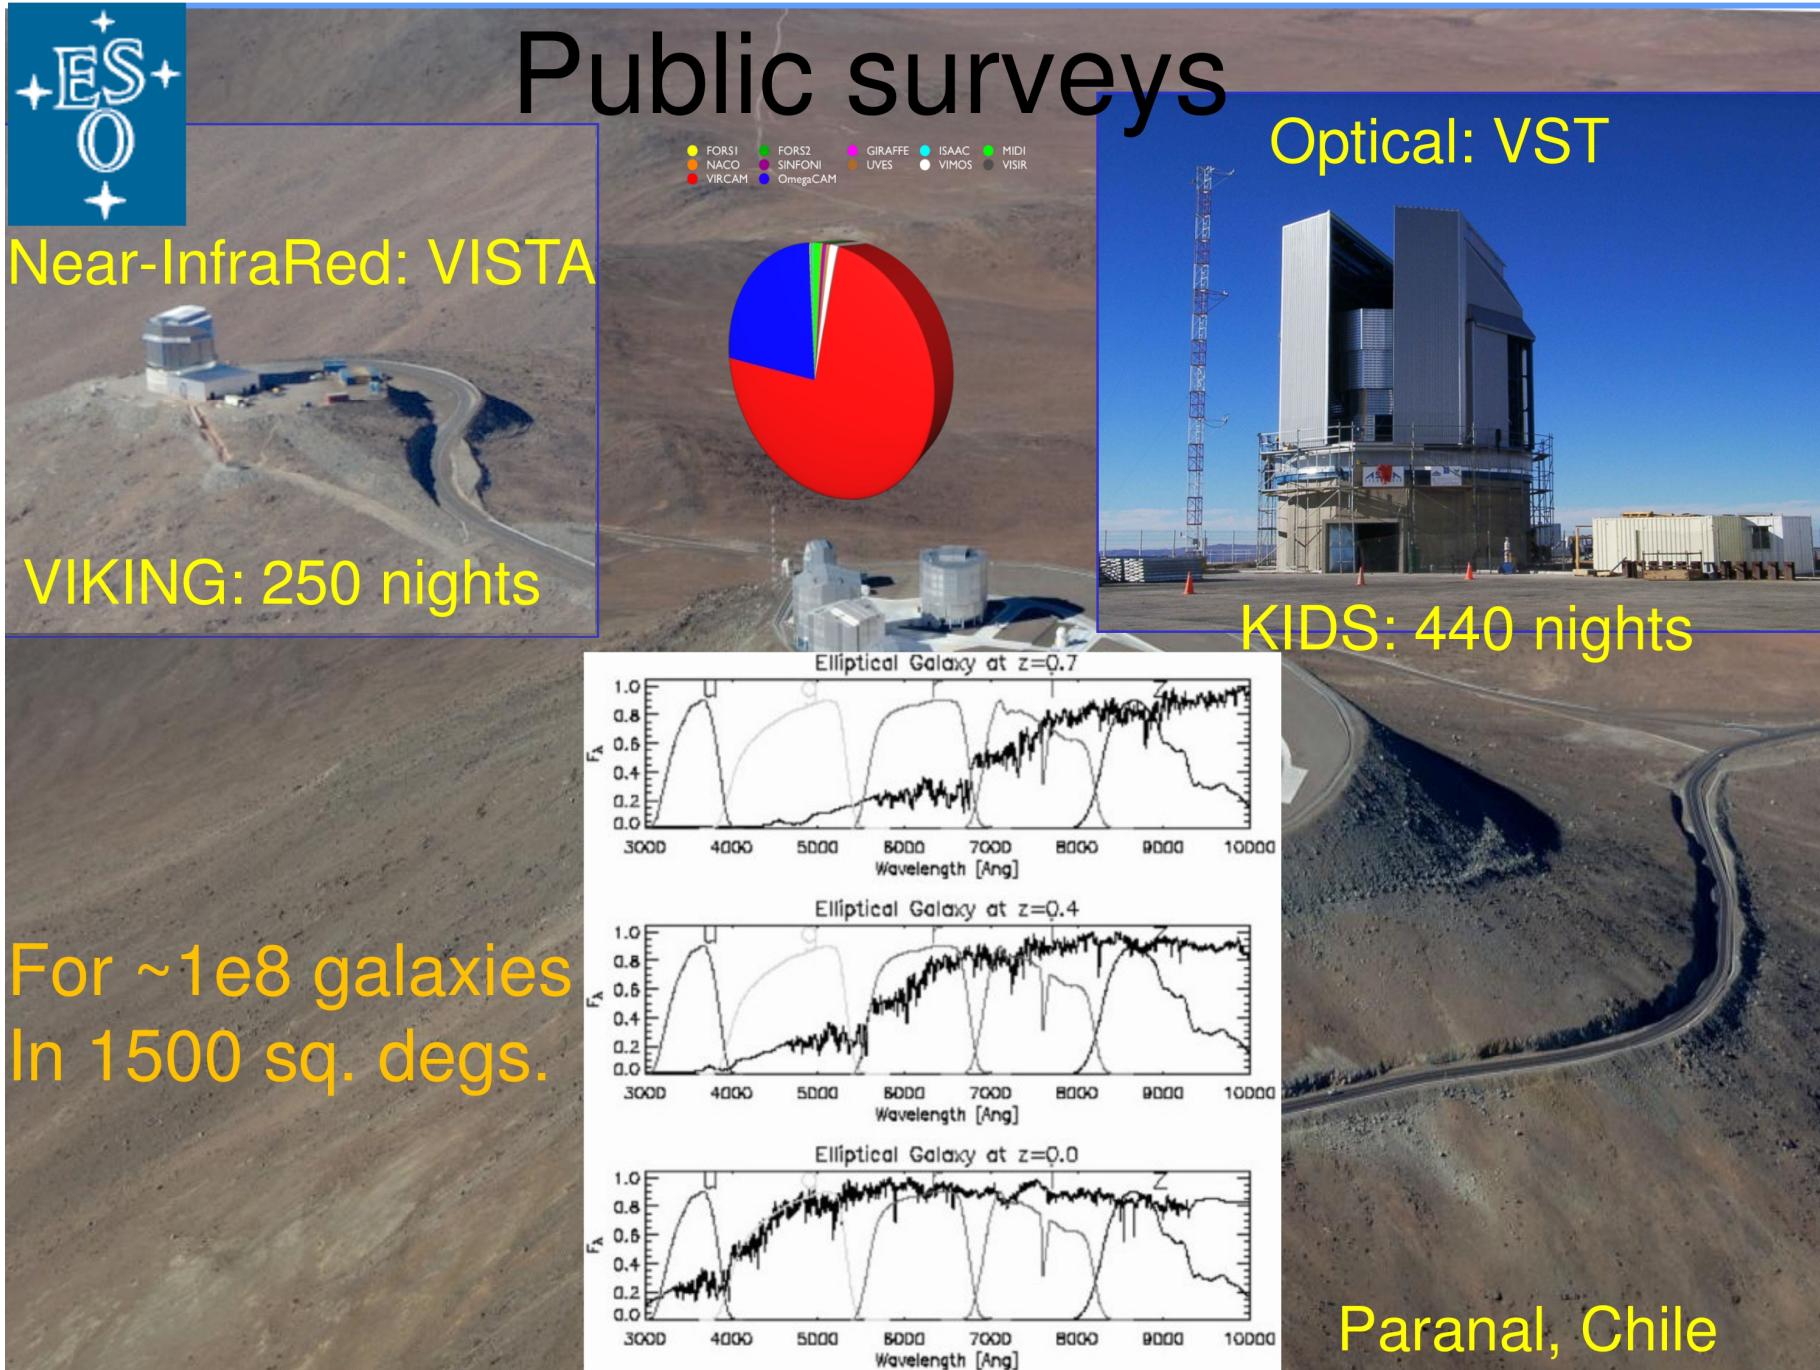 ESO
Public surveys
FORS1 FORS2 GIRAFFE ISAAC MIDI
NACO SINFONI UVES VIMOS VISIR
VIRCAM OmegaCAM
Optical: VST
Near-InfraRed: VISTA
VIKING: 250 nights
KIDS: 440 nights
Elliptical Galaxy at z=0.7
U g r i Z
1.0
0.8
0.6
0.4
0.2
0.0
Fλ
3000 4000 5000 6000 7000 8000 9000 10000
Wavelength [Ang]
Elliptical Galaxy at z=0.4
U g r i Z
1.0
0.8
0.6
0.4
0.2
0.0
Fλ
3000 4000 5000 6000 7000 8000 9000 10000
Wavelength [Ang]
Elliptical Galaxy at z=0.0
U g r i Z
1.0
0.8
0.6
0.4
0.2
0.0
Fλ
3000 4000 5000 6000 7000 8000 9000 10000
Wavelength [Ang]
For ~1e8 galaxies
In 1500 sq. degs.
Paranal, Chile